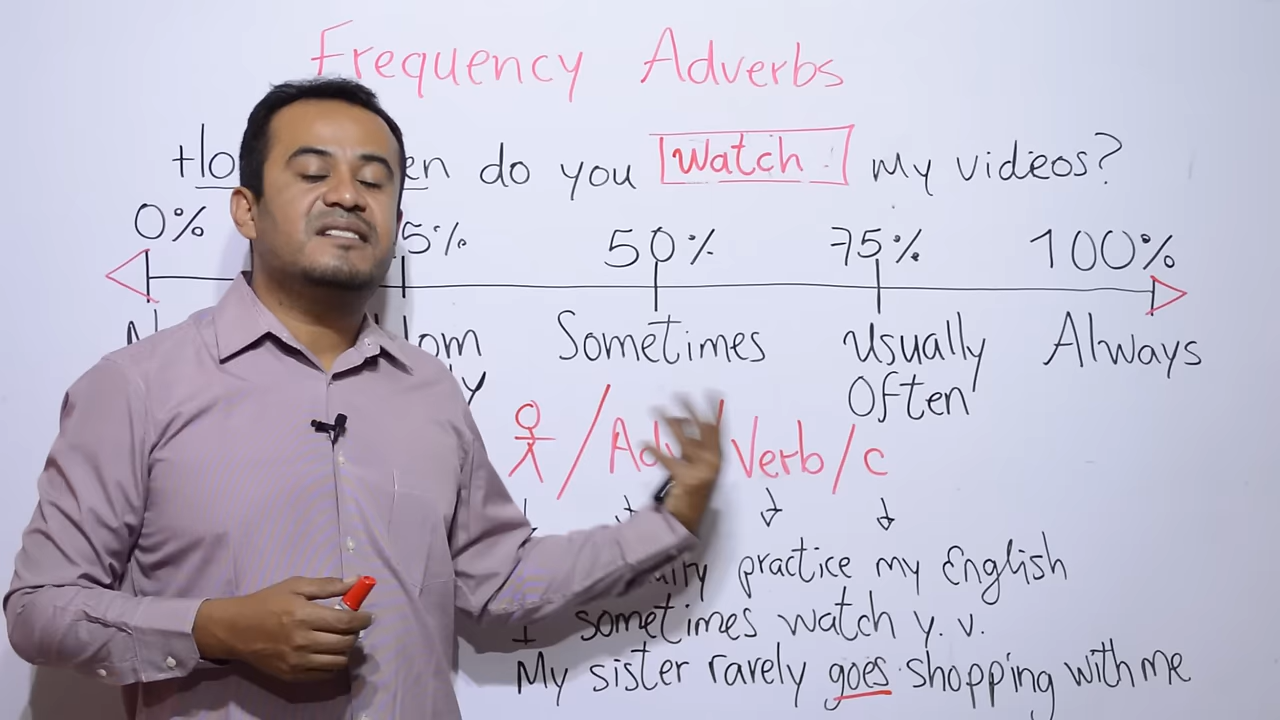 Frequency Adverbs
do you watch my videos?
0% 50% 75% 100%
Sometimes Usually Always
Often
Verb / c
practice my English
I sometimes watch y. v.
My sister rarely goes shopping with me